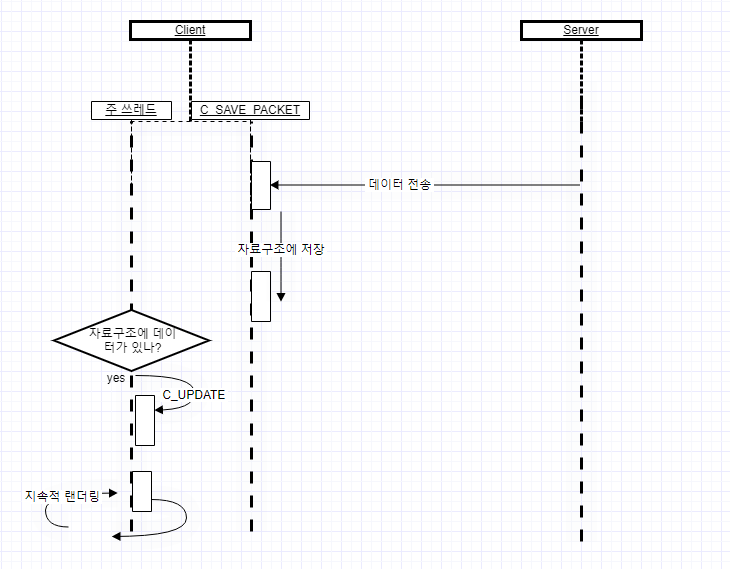 Client
Server
주 쓰레드
C_SAVE_PACKET
데이터 전송
자료구조에 저장
자료구조에 데이
터가 있나?
yes
C_UPDATE
지속적 랜더링